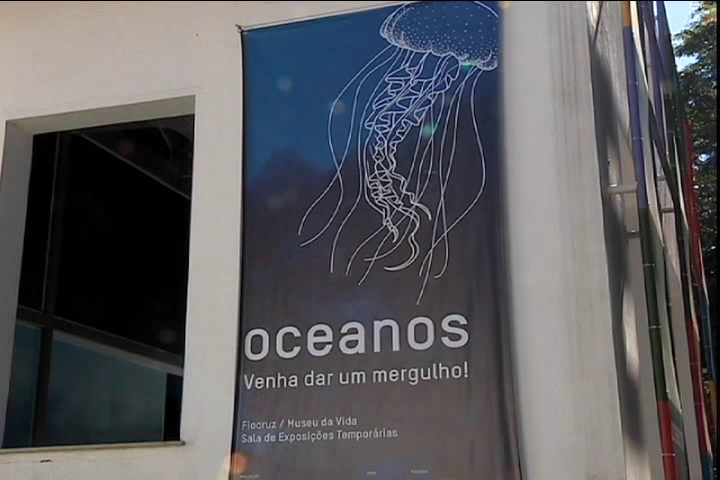 oceanos
Venha dar um mergulho!
Fiocruz / Museu da Vida
Sala de Exposições Temporárias